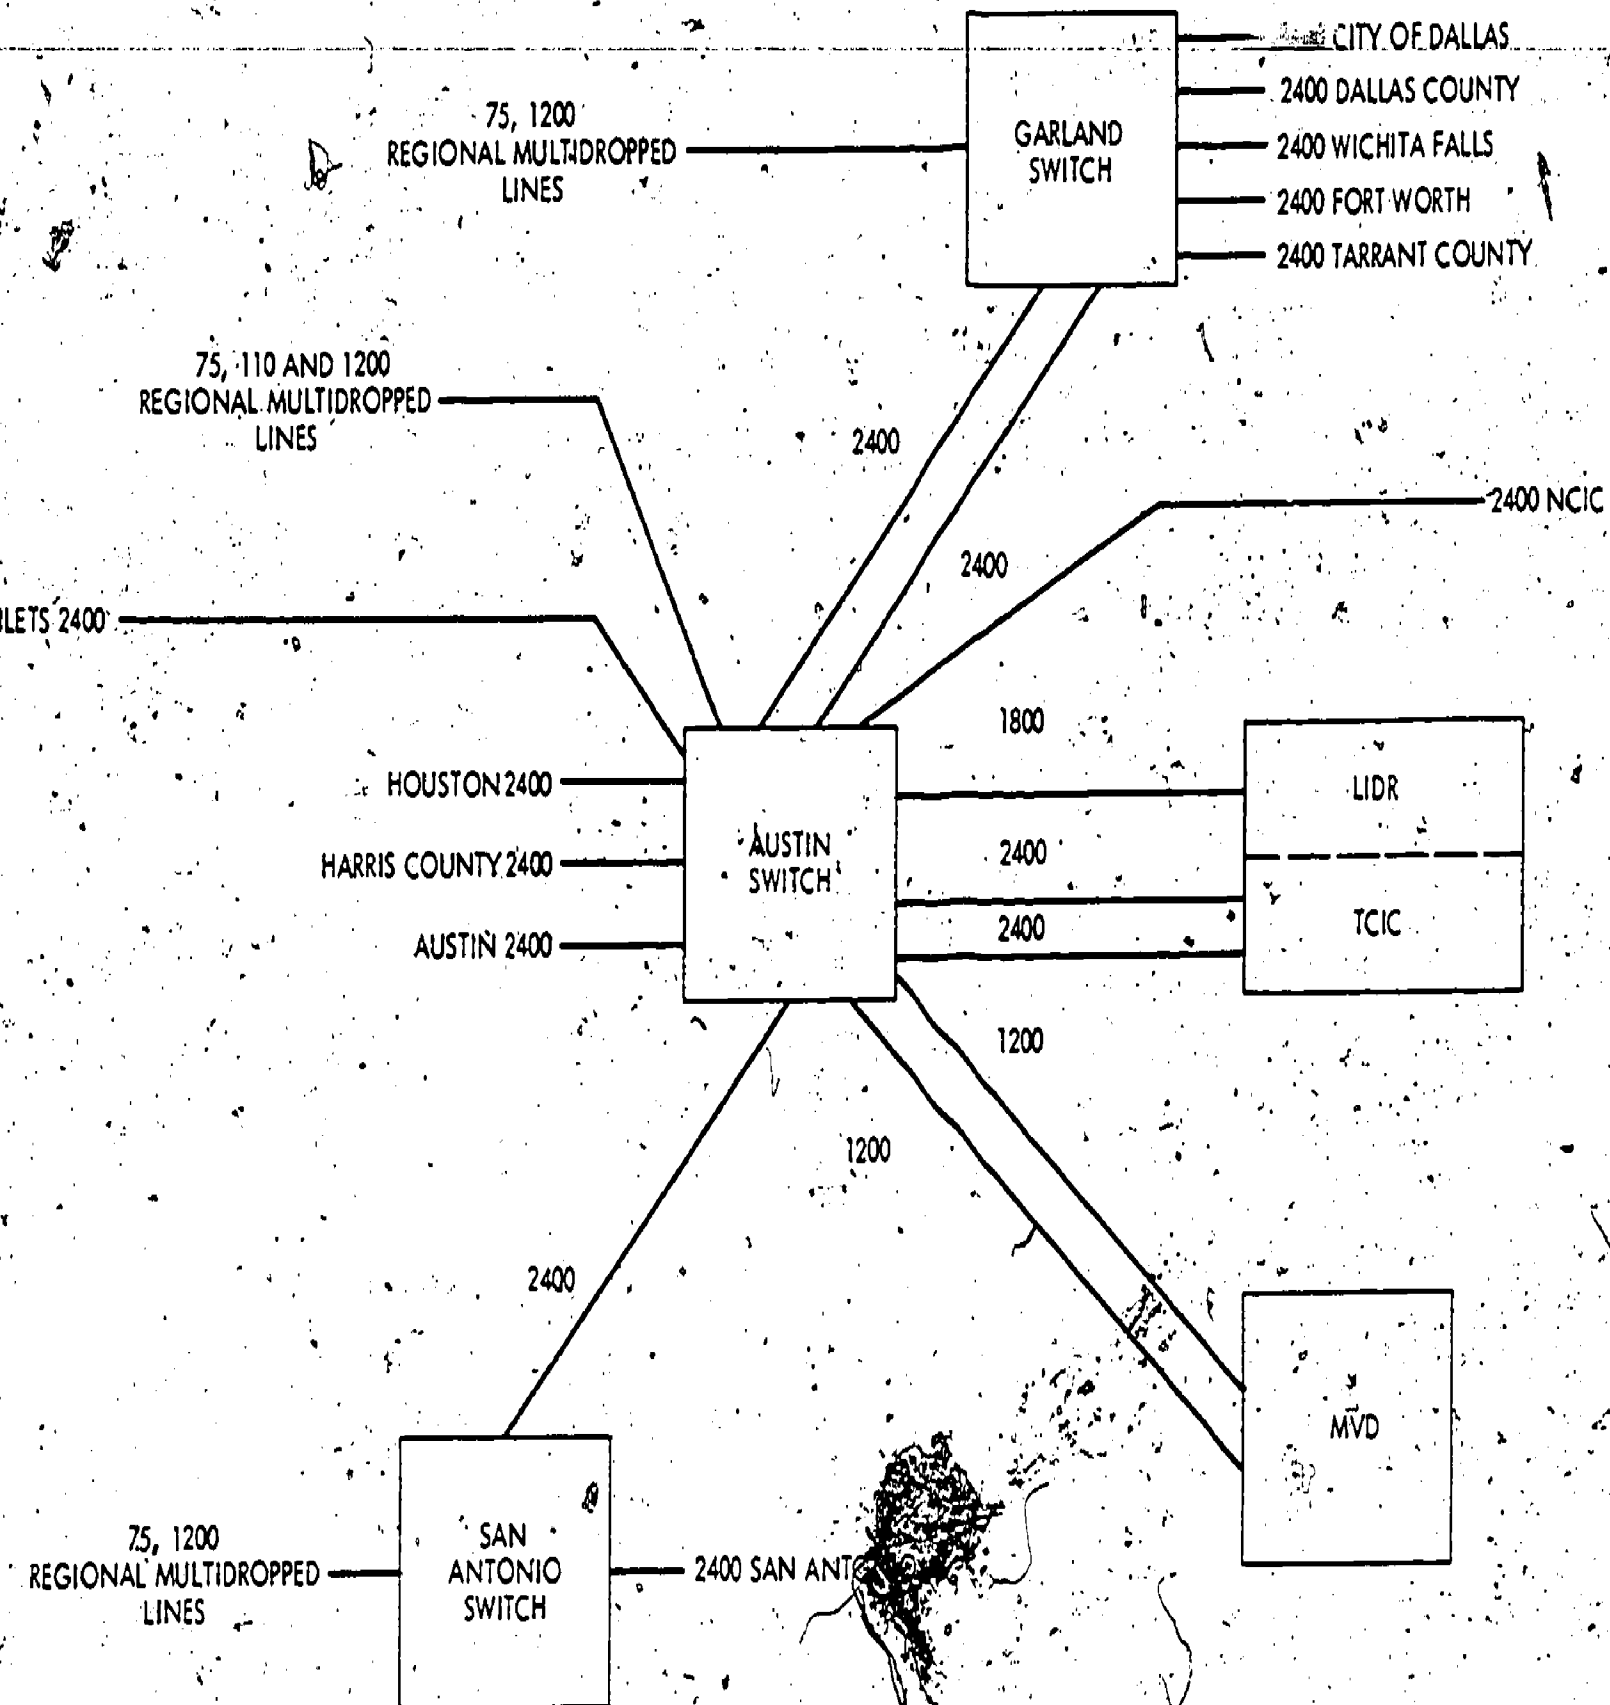 CITY OF DALLAS
2400 DALLAS COUNTY
2400 WICHITA FALLS
2400 FORT WORTH
2400 TARRANT COUNTY
75, 1200
REGIONAL MULTIDROPPED
LINES
GARLAND
SWITCH
75, 110 AND 1200
REGIONAL MULTIDROPPED
LINES
2400
2400 NCIC
2400
LETS 2400
1800
HOUSTON 2400
HARRIS COUNTY 2400
AUSTIN 2400
AUSTIN
SWITCH
2400
2400
LIDR
TCIC
1200
1200
2400
MVD
75, 1200
REGIONAL MULTIDROPPED
LINES
SAN
ANTONIO
SWITCH
2400 SAN ANT